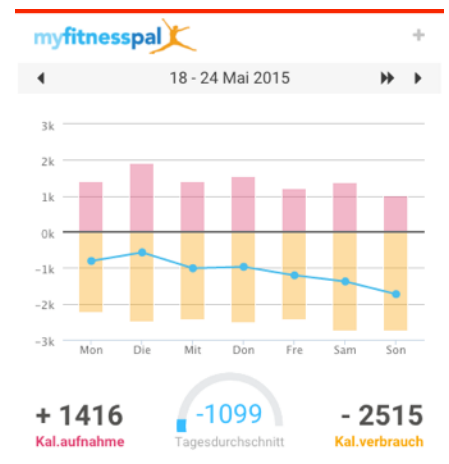 myfitnesspal
+
18 - 24 Mai 2015
3k
2k
1k
0k
-1k
-2k
-3k
Mon Die Mit Don Fre Sam Son
+ 1416 -1099 - 2515
Kal.aufnahme Tagesdurchschnitt Kal.verbrauch